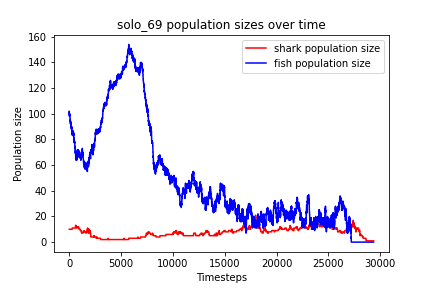 solo_69 population sizes over time
shark population size
fish population size
Population size
160
140
120
100
80
60
40
20
0
0 5000 10000 15000 20000 25000 30000
Timesteps